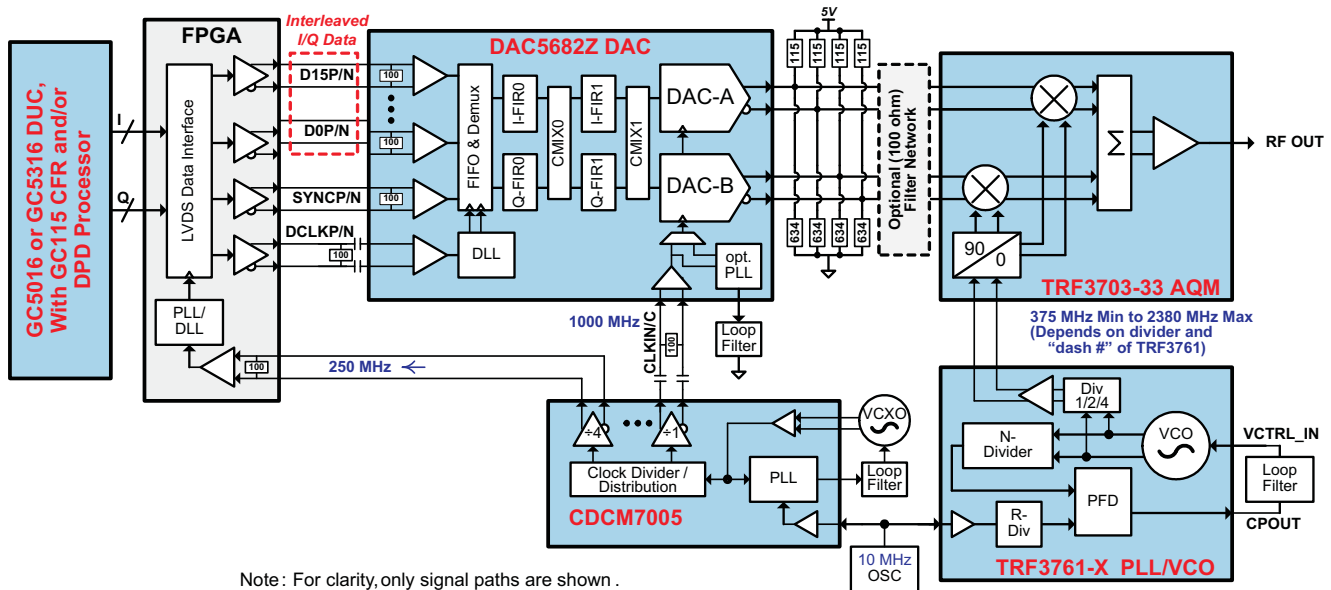 GC5016 or GC5316 DUC,
With GC115 CFR and/or
DPD Processor
I
Q
FPGA
LVDS Data Interface
PLL/
DLL
100
Interleaved
I/Q Data
D15P/N
D0P/N
SYNCP/N
DCLKP/N
100
100
100
100
DAC5682Z DAC
FIFO & Demux
I-FIR0
Q-FIR0
CMIX0
I-FIR1
Q-FIR1
CMIX1
DAC-A
DAC-B
DLL
opt.
PLL
Loop
Filter
1000 MHz
CLKIN/C
100
250 MHz
5V
115
115
115
115
634
634
634
634
Optional (100 ohm)
Filter Network
Σ
90
0
RF OUT
TRF3703-33 AQM
375 MHz Min to 2380 MHz Max
(Depends on divider and
“dash #” of TRF3761)
÷4
÷1
Clock Divider /
Distribution
PLL
VCXO
Loop
Filter
CDCM7005
10 MHz
OSC
Div
1/2/4
N-
Divider
VCO
VCTRL_IN
Loop
Filter
CPOUT
PFD
R-
Div
TRF3761-X PLL/VCO
Note: For clarity, only signal paths are shown.